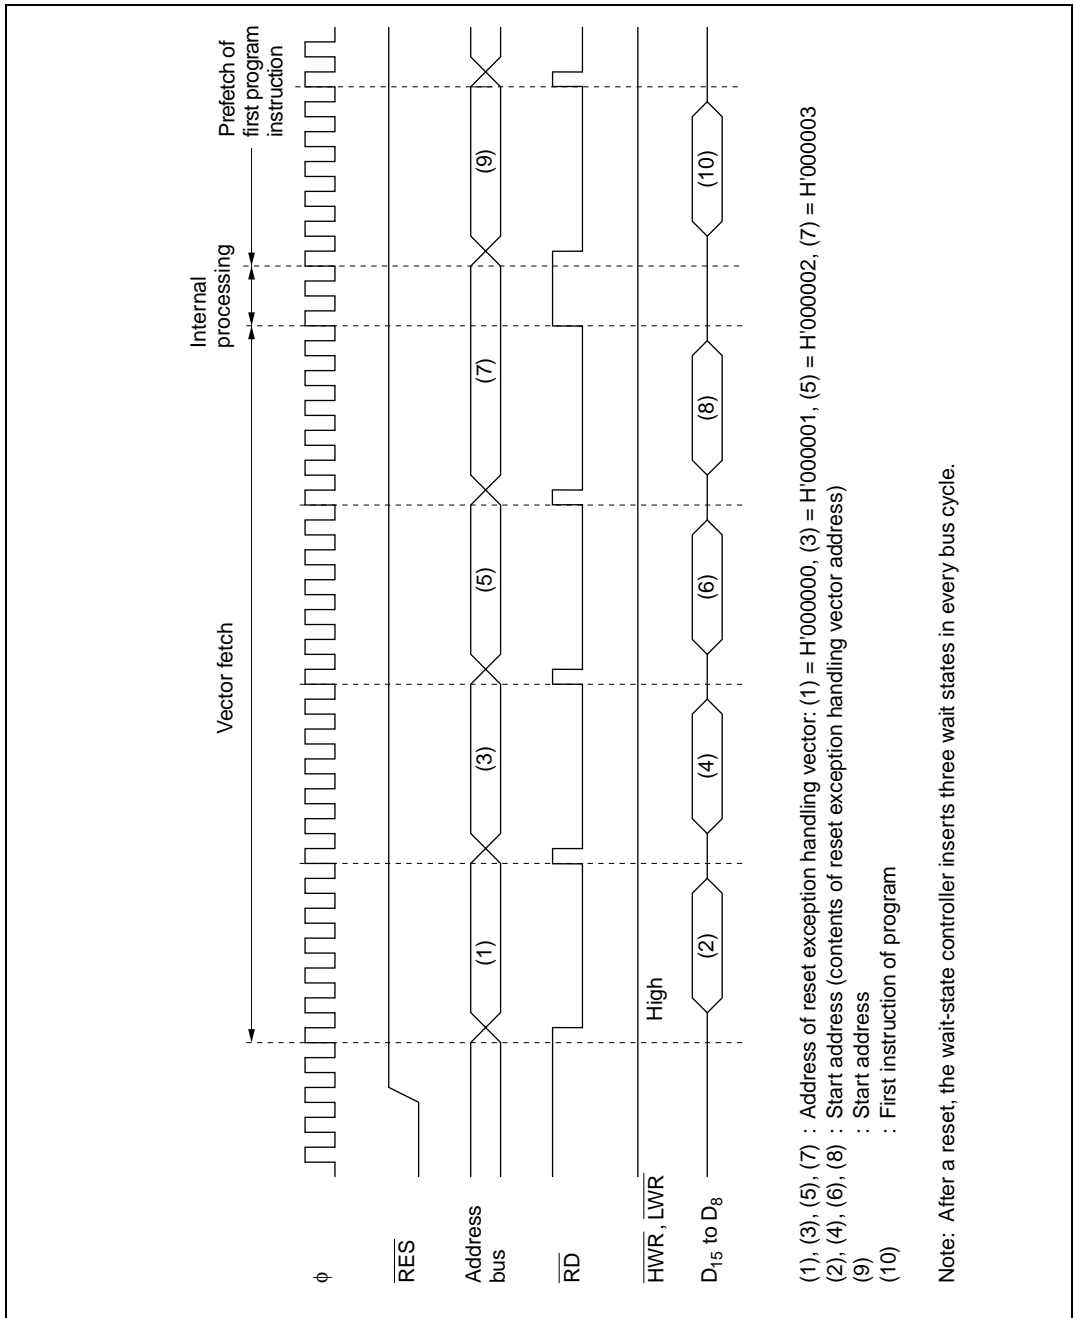 Vector fetch
Internal
processing
Prefetch of
first program
instruction
ϕ
RES
Address
bus
(1)
(3)
(5)
(7)
(9)
RD
HWR , LWR
High
D15 to D8
(2)
(4)
(6)
(8)
(10)
(1), (3), (5), (7) : Address of reset exception handling vector: (1) = H'000000, (3) = H'000001, (5) = H'000002, (7) = H'000003
(2), (4), (6), (8) : Start address (contents of reset exception handling vector address)
(9) : Start address
(10) : First instruction of program
Note: After a reset, the wait-state controller inserts three wait states in every bus cycle.